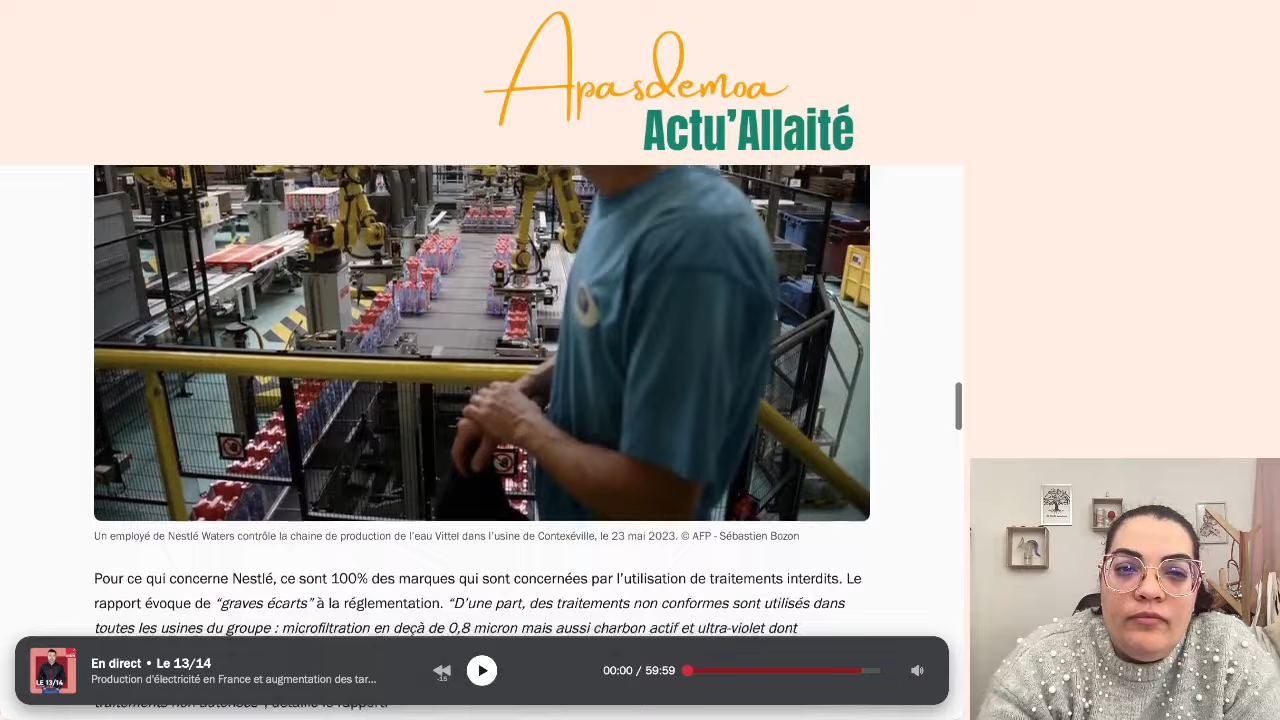 Apasdemoa
Actu’Allaité
Un employé de Nestlé Waters contrôle la chaine de production de l’eau Vittel dans l’usine de Contexéville, le 23 mai 2023. © AFP - Sébastien Bozon
Pour ce qui concerne Nestlé, ce sont 100% des marques qui sont concernées par l’utilisation de traitements interdits. Le
rapport évoque de “graves écarts” à la réglementation. “D’une part, des traitements non conformes sont utilisés dans
toutes les usines du groupe : microfiltration en deçà de 0,8 micron mais aussi charbon actif et ultra-violet dont
En direct • Le 13/14
Production d'électricité en France et augmentation des tar...
LE 13/14
-15
00:00 / 59:59